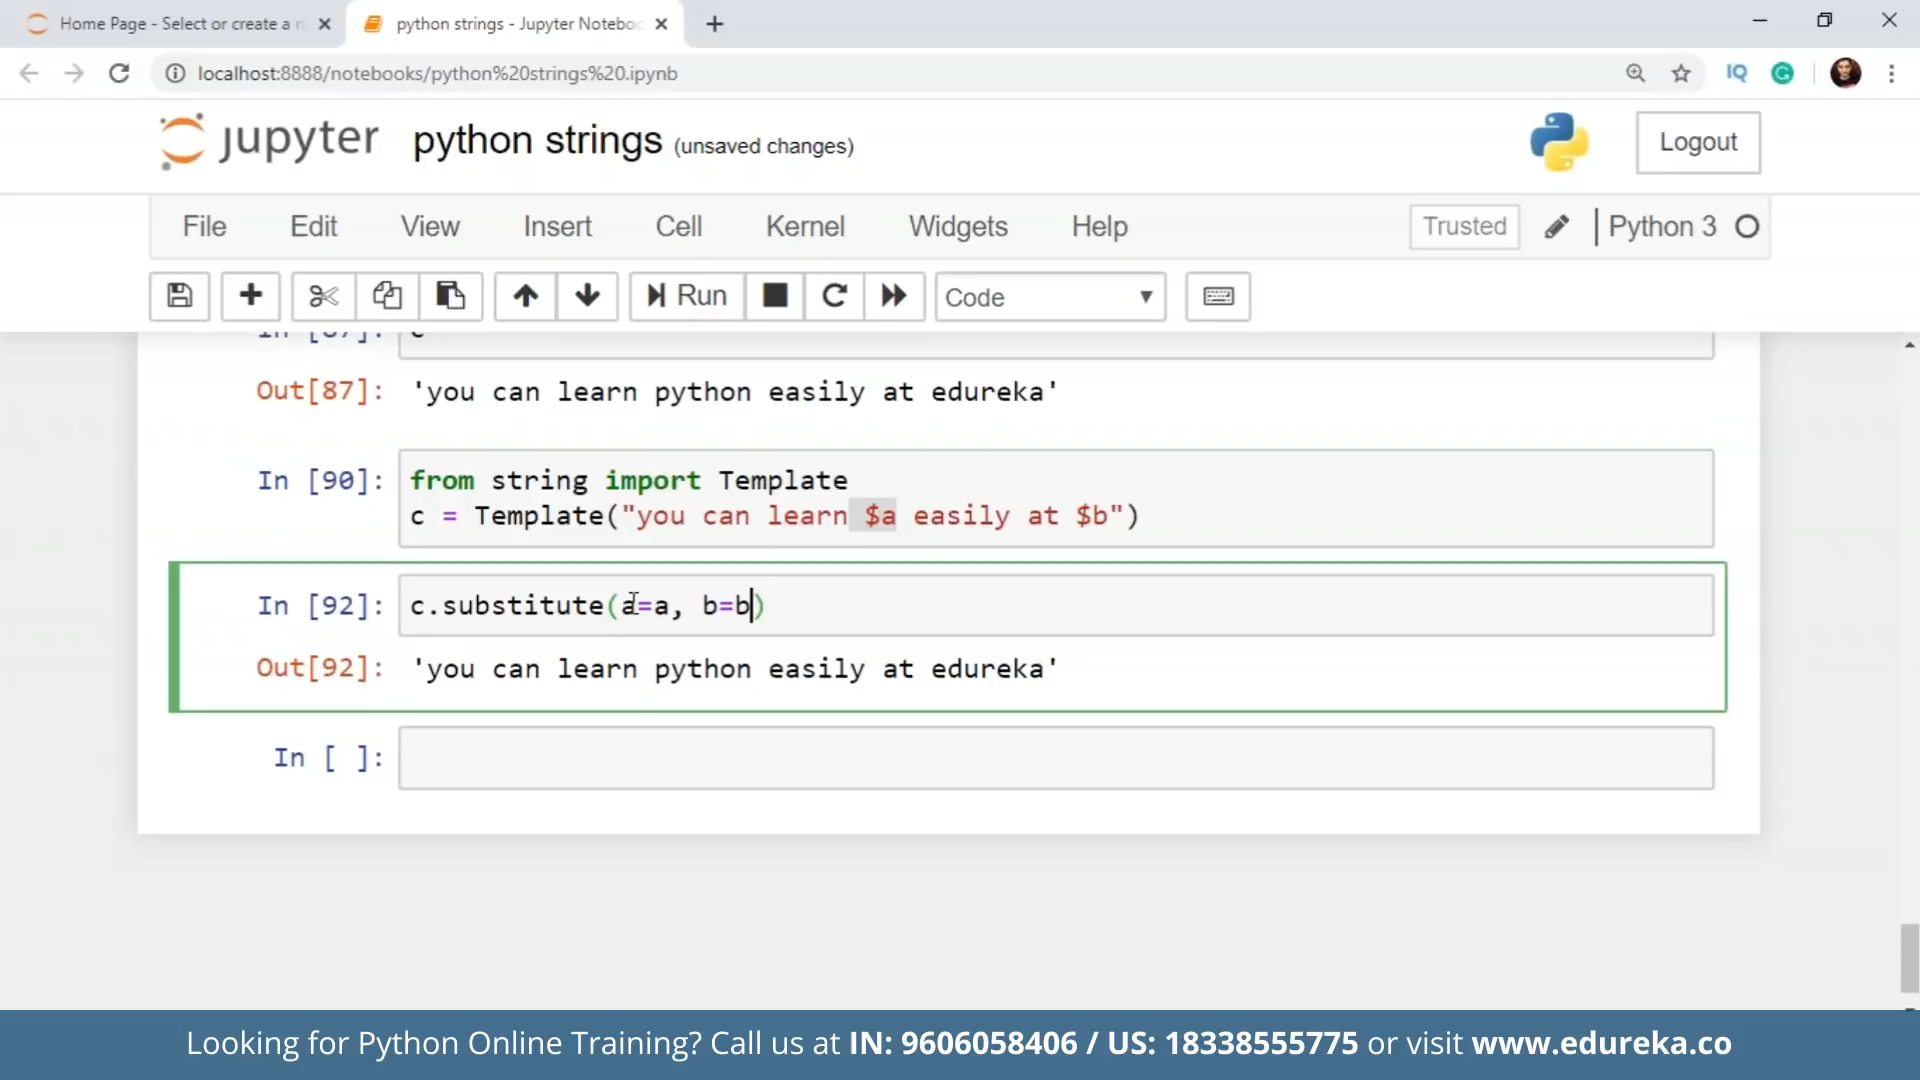 Home Page - Select or create a n
python strings - Jupyter Noteboo
localhost:8888/notebooks/python%20strings%20.ipynb
IQ
G
jupyter python strings (unsaved changes)
Logout
File Edit View Insert Cell Kernel Widgets Help Trusted Python 3
Run Code
In [87]: c
Out[87]: 'you can learn python easily at edureka'
In [90]: from string import Template
c = Template("you can learn $a easily at $b")
In [92]: c.substitute(a=a, b=b)
Out[92]: 'you can learn python easily at edureka'
In [ ]:
Looking for Python Online Training? Call us at IN: 9606058406 / US: 18338555775 or visit www.edureka.co